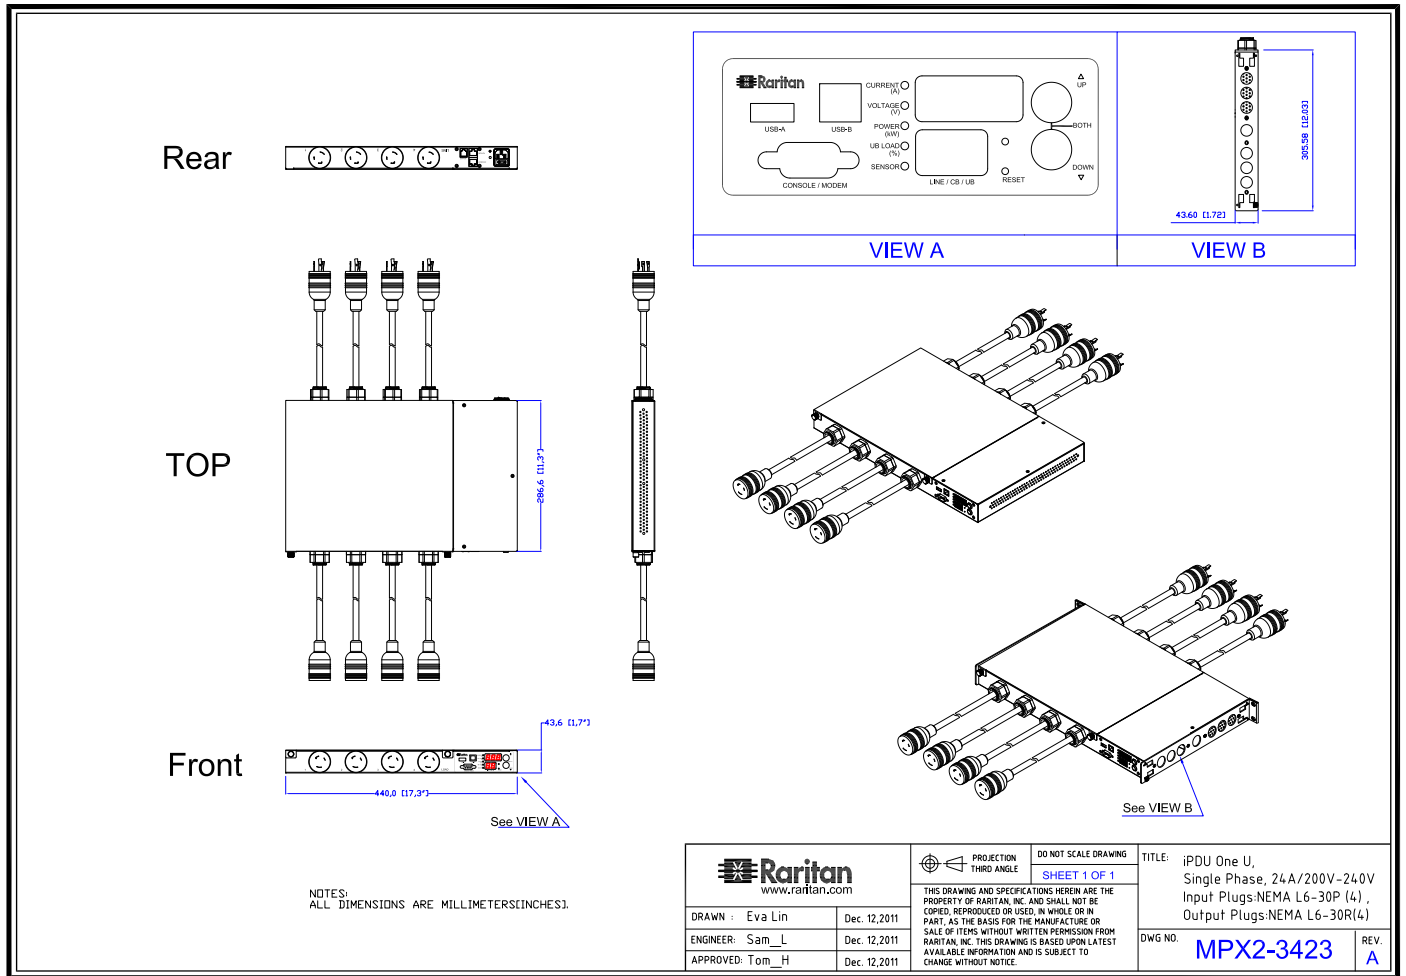 Rear
TOP
Front
286,6 [11,3"]
43,6 [1,7"]
440,0 [17,3"]
See VIEW A
NOTES:
ALL DIMENSIONS ARE MILLIMETERS[INCHES].
Raritan
USB-A
USB-B
CONSOLE / MODEM
CURRENT
(A)
VOLTAGE
(V)
POWER
(kW)
UB LOAD
(%)
SENSOR
LINE / CB / UB
RESET
UP
BOTH
DOWN
VIEW A
305.58 [12.03]
43.60 [1.72]
VIEW B
See VIEW B
Raritan
www.raritan.com
DRAWN : Eva Lin Dec. 12,2011
ENGINEER: Sam_L Dec. 12,2011
APPROVED: Tom_H Dec. 12,2011
PROJECTION
THIRD ANGLE
DO NOT SCALE DRAWING
SHEET 1 OF 1
THIS DRAWING AND SPECIFICATIONS HEREIN ARE THE
PROPERTY OF RARITAN, INC. AND SHALL NOT BE
COPIED, REPRODUCED OR USED, IN WHOLE OR IN
PART, AS THE BASIS FOR THE MANUFACTURE OR
SALE OF ITEMS WITHOUT WRITTEN PERMISSION FROM
RARITAN, INC. THIS DRAWING IS BASED UPON LATEST
AVAILABLE INFORMATION AND IS SUBJECT TO
CHANGE WITHOUT NOTICE.
TITLE: iPDU One U,
Single Phase, 24A/200V-240V
Input Plugs:NEMA L6-30P (4) ,
Output Plugs:NEMA L6-30R(4)
DWG NO. MPX2-3423
REV.
A